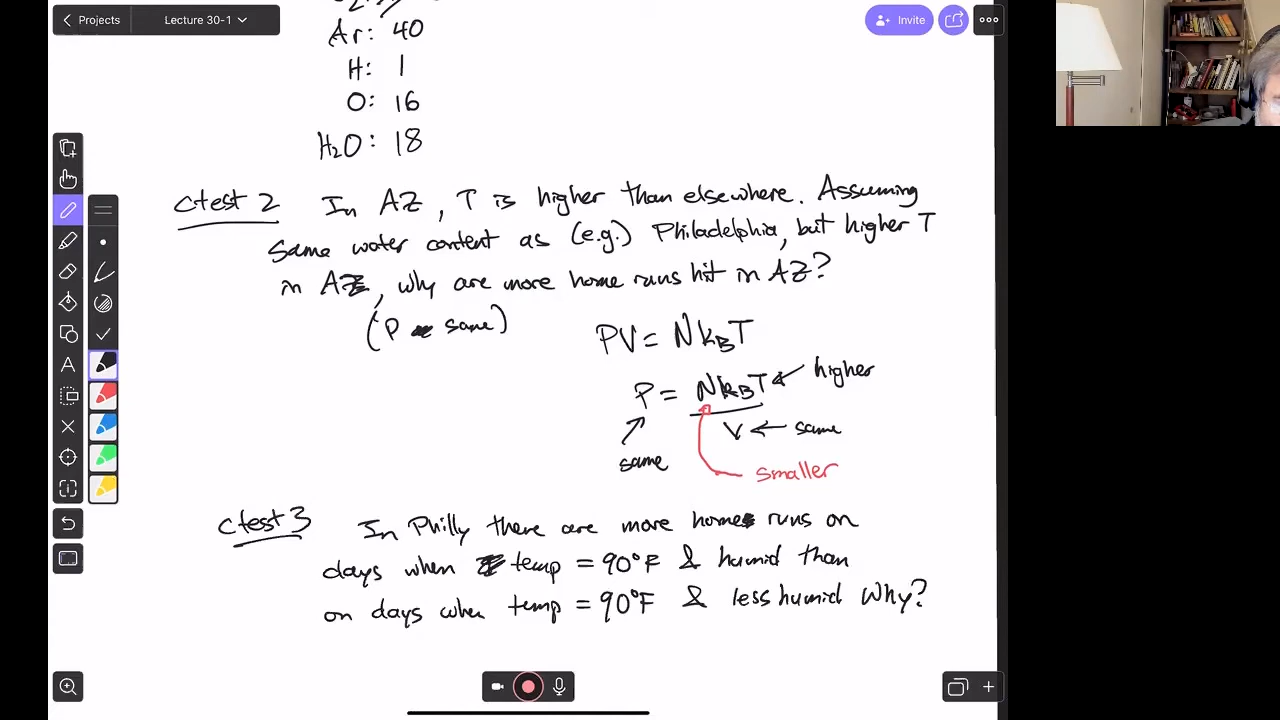 Projects
Lecture 30-1
Invite
Ar: 40
H: 1
O: 16
H₂O: 18
Ctest 2 In AZ, T is higher than elsewhere. Assuming
same water content as (e.g.) Philadelphia, but higher T
in AZ, why are more home runs hit in AZ?
(P same)
PV = NkBT
P = NkBT ← higher
V ← same
same
smaller
Ctest 3 In Philly there are more home runs on
days when temp = 90°F & humid than
on days when temp = 90°F & less humid Why?